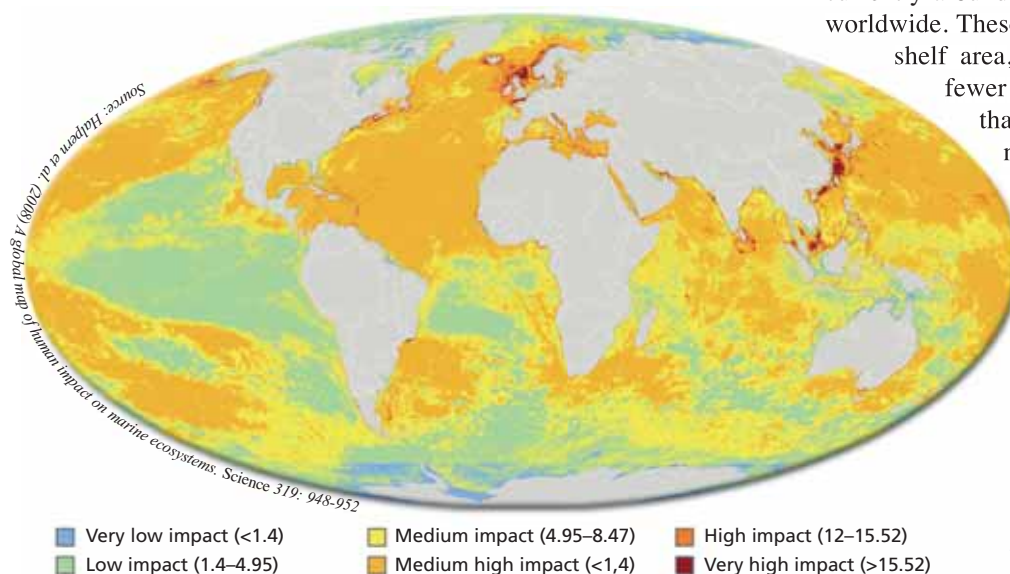 worldwide. These
shelf area,
fewer
Source: Halpern et al. (2008) A global map of human impact on marine ecosystems. Science 319: 948-952
Very low impact (<1.4)
Low impact (1.4–4.95)
Medium impact (4.95–8.47)
Medium high impact (<1,4)
High impact (12–15.52)
Very high impact (>15.52)